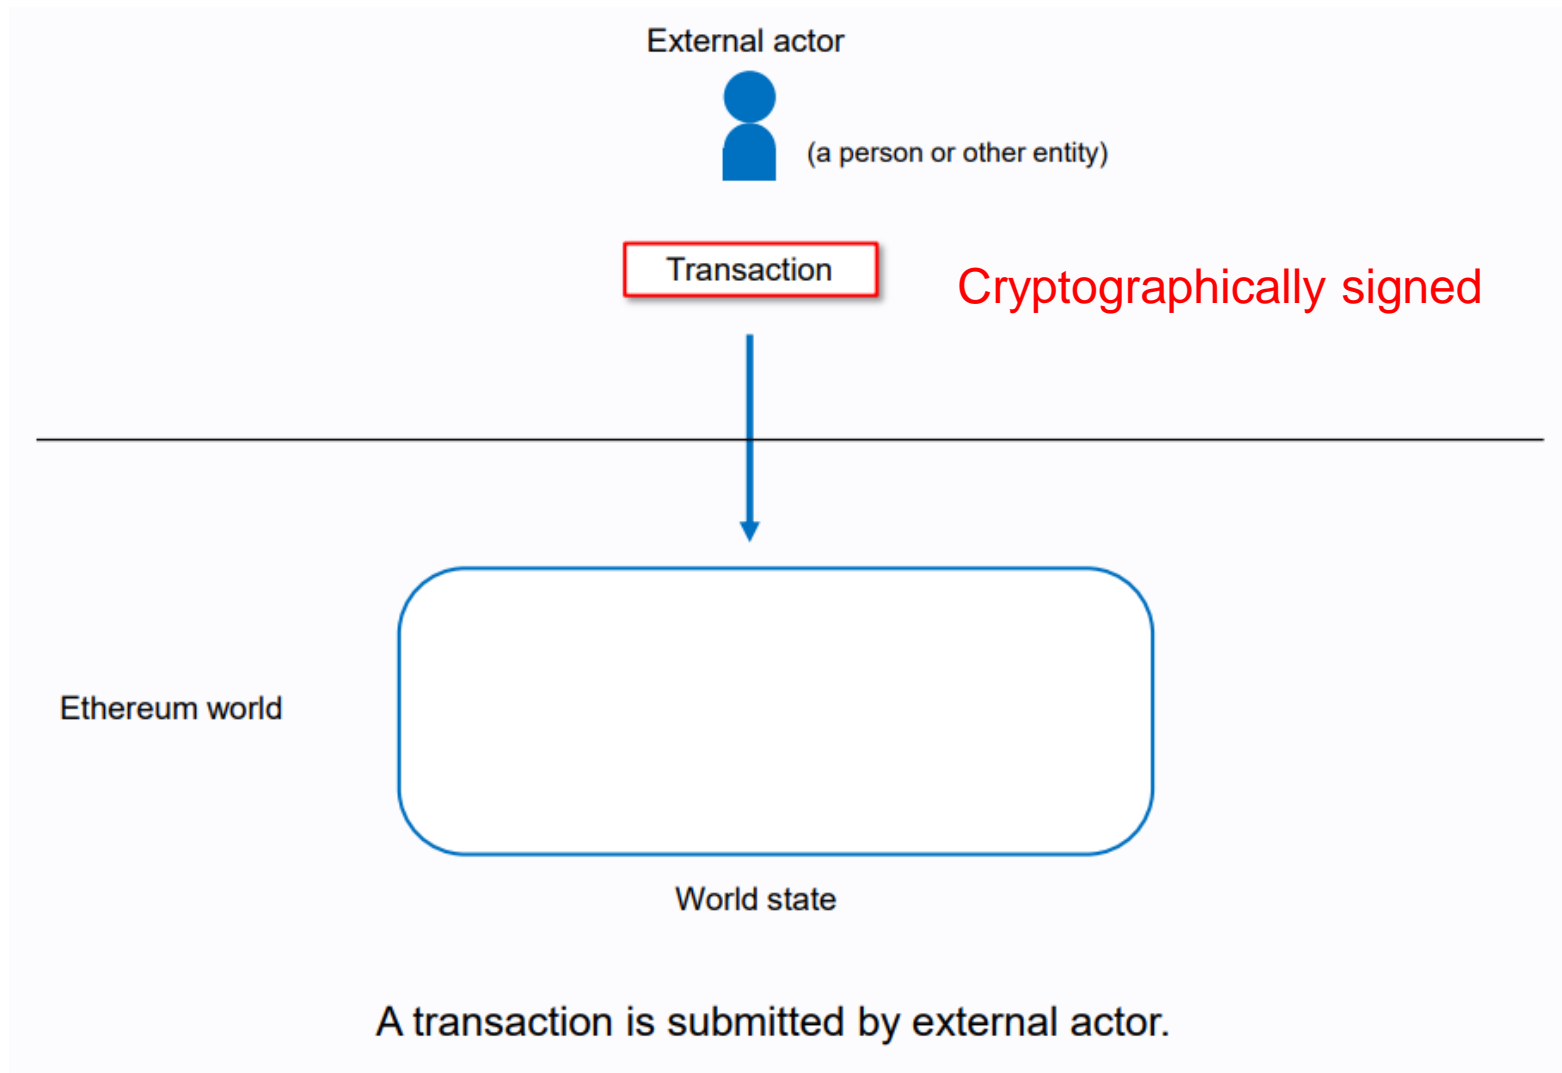 External actor
(a person or other entity)
Transaction
Cryptographically signed
Ethereum world
World state
A transaction is submitted by external actor.